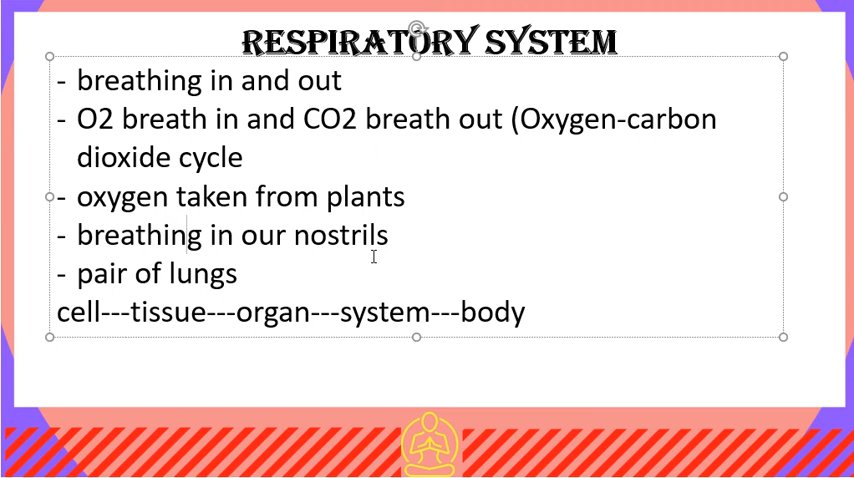 RESPIRATORY SYSTEM
- breathing in and out
- O2 breath in and CO2 breath out (Oxygen-carbon
dioxide cycle
- oxygen taken from plants
- breathing in our nostrils
- pair of lungs
cell---tissue---organ---system---body